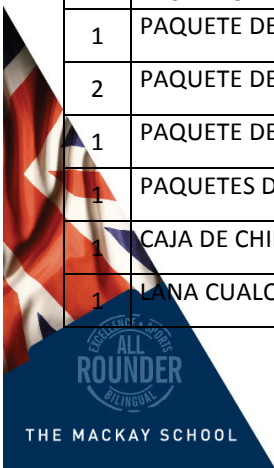 1 PAQUETE DE
2 PAQUETE DE
1 PAQUETE DE
1 PAQUETES D
1 CAJA DE CHI
1 LANA CUALQ
EXCELLENCE · SPORTS
ALL
ROUNDER
BILINGUAL
THE MACKAY SCHOOL